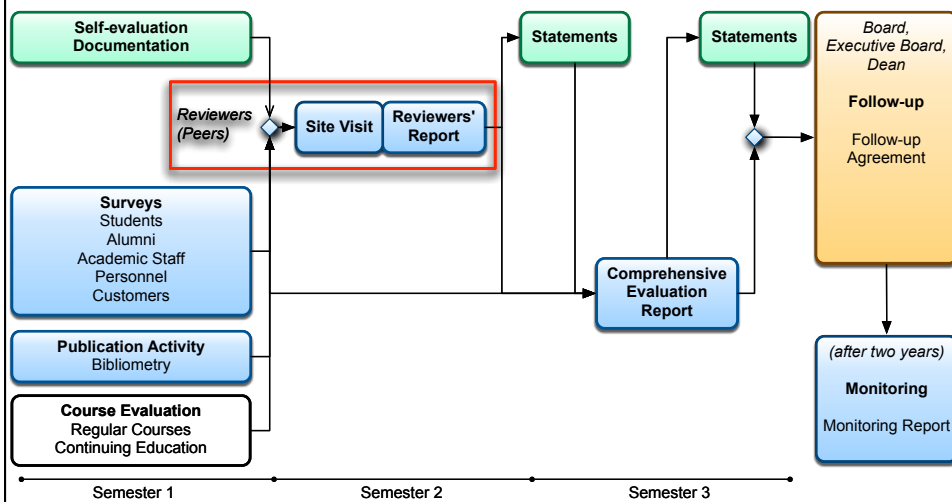 Self-evaluation
Documentation
Statements
Statements
Board,
Executive Board,
Dean
Follow-up
Follow-up
Agreement
Reviewers
(Peers)
Site Visit
Reviewers'
Report
Surveys
Students
Alumni
Academic Staff
Personnel
Customers
Comprehensive
Evaluation
Report
Publication Activity
Bibliometry
(after two years)
Monitoring
Monitoring Report
Course Evaluation
Regular Courses
Continuing Education
Semester 1
Semester 2
Semester 3